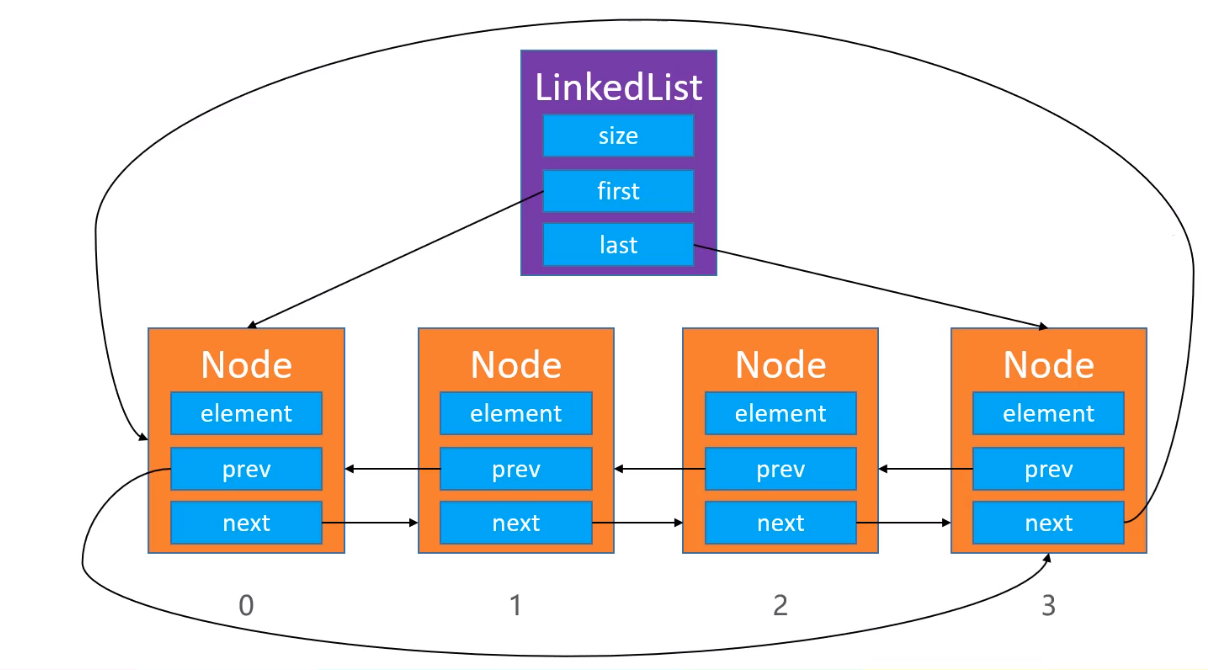 LinkedList
size
first
last
Node
element
prev
next
Node
element
prev
next
Node
element
prev
next
Node
element
prev
next
0
1
2
3